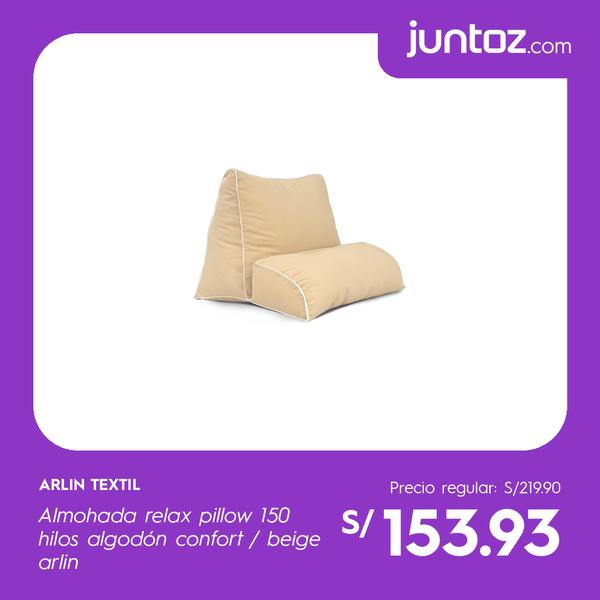 juntoz.com
ARLIN TEXTIL
Almohada relax pillow 150
hilos algodón confort / beige
arlin
Precio regular: S/219.90
S/153.93